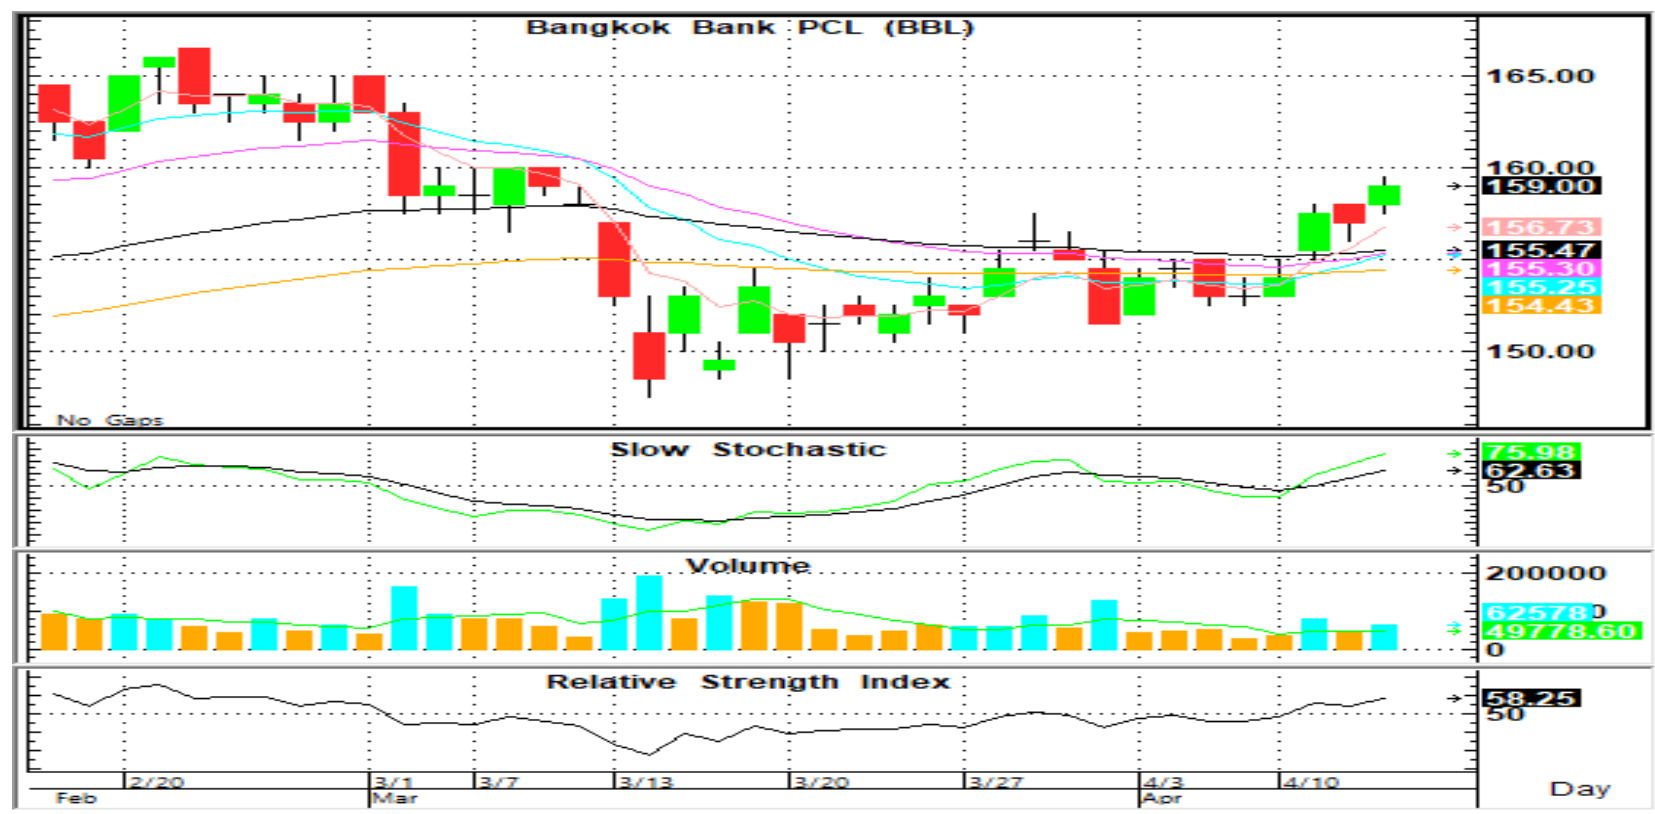 Bangkok Bank PCL (BBL)
165.00
160.00
159.00
156.73
155.47
155.30
155.25
154.43
150.00
No Gaps
Slow Stochastic
75.98
62.63
50
Volume
200000
62578
49778.60
0
Relative Strength Index
58.25
50
2/20 3/1 3/7 3/13 3/20 3/27 4/3 4/10
Feb Mar Apr
Day